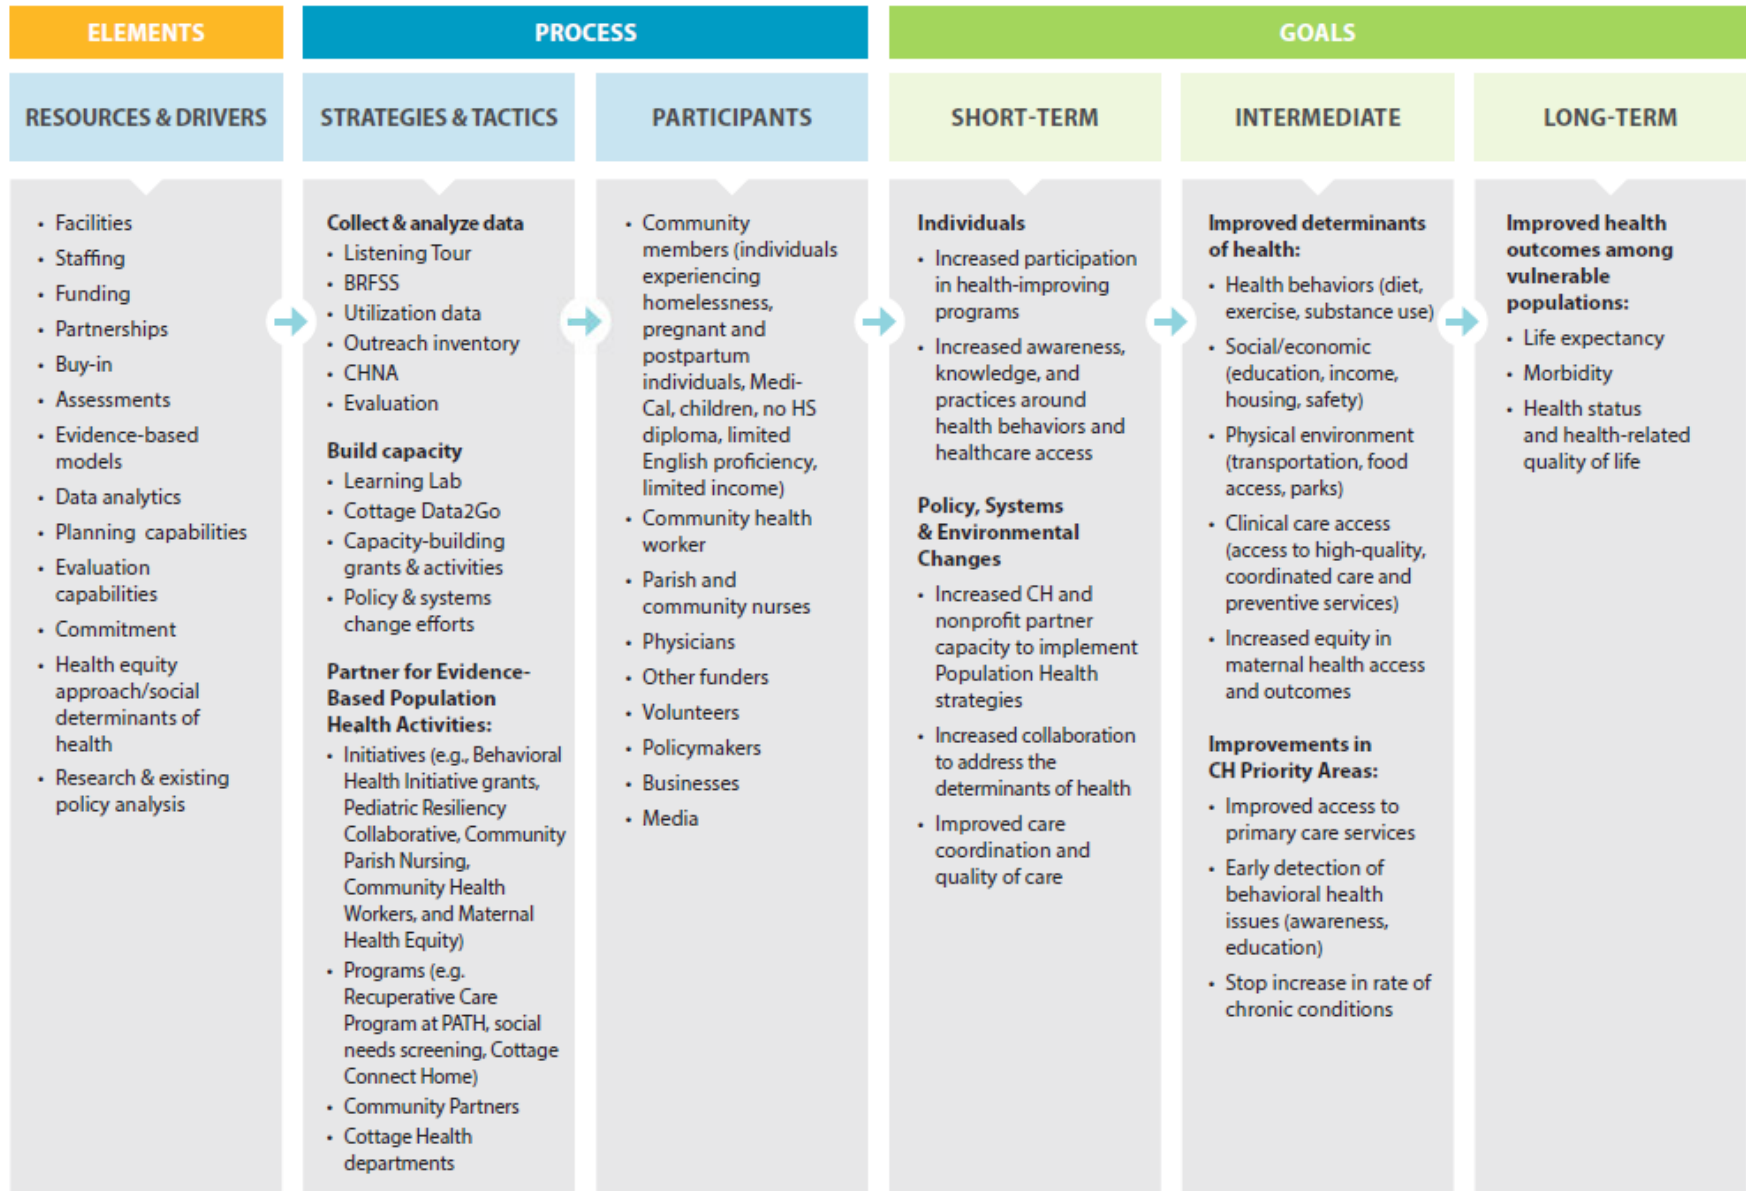 ELEMENTS
PROCESS
GOALS
RESOURCES & DRIVERS
STRATEGIES & TACTICS
PARTICIPANTS
SHORT-TERM
INTERMEDIATE
LONG-TERM
• Facilities
• Staffing
• Funding
• Partnerships
• Buy-in
• Assessments
• Evidence-based
models
• Data analytics
• Planning capabilities
• Evaluation
capabilities
• Commitment
• Health equity
approach/social
determinants of
health
• Research & existing
policy analysis
Collect & analyze data
• Listening Tour
• BRFSS
• Utilization data
• Outreach inventory
• CHNA
• Evaluation
Build capacity
• Learning Lab
• Cottage Data2Go
• Capacity-building
grants & activities
• Policy & systems
change efforts
Partner for Evidence-
Based Population
Health Activities:
• Initiatives (e.g., Behavioral
Health Initiative grants,
Pediatric Resiliency
Collaborative, Community
Parish Nursing,
Community Health
Workers, and Maternal
Health Equity)
• Programs (e.g.
Recuperative Care
Program at PATH, social
needs screening, Cottage
Connect Home)
• Community Partners
• Cottage Health
departments
• Community
members (individuals
experiencing
homelessness,
pregnant and
postpartum
individuals, Medi-
Cal, children, no HS
diploma, limited
English proficiency,
limited income)
• Community health
worker
• Parish and
community nurses
• Physicians
• Other funders
• Volunteers
• Policymakers
• Businesses
• Media
Individuals
• Increased participation
in health-improving
programs
• Increased awareness,
knowledge, and
practices around
health behaviors and
healthcare access
Policy, Systems
& Environmental
Changes
• Increased CH and
nonprofit partner
capacity to implement
Population Health
strategies
• Increased collaboration
to address the
determinants of health
• Improved care
coordination and
quality of care
Improved determinants
of health:
• Health behaviors (diet,
exercise, substance use)
• Social/economic
(education, income,
housing, safety)
• Physical environment
(transportation, food
access, parks)
• Clinical care access
(access to high-quality,
coordinated care and
preventive services)
• Increased equity in
maternal health access
and outcomes
Improvements in
CH Priority Areas:
• Improved access to
primary care services
• Early detection of
behavioral health
issues (awareness,
education)
• Stop increase in rate of
chronic conditions
Improved health
outcomes among
vulnerable
populations:
• Life expectancy
• Morbidity
• Health status
and health-related
quality of life